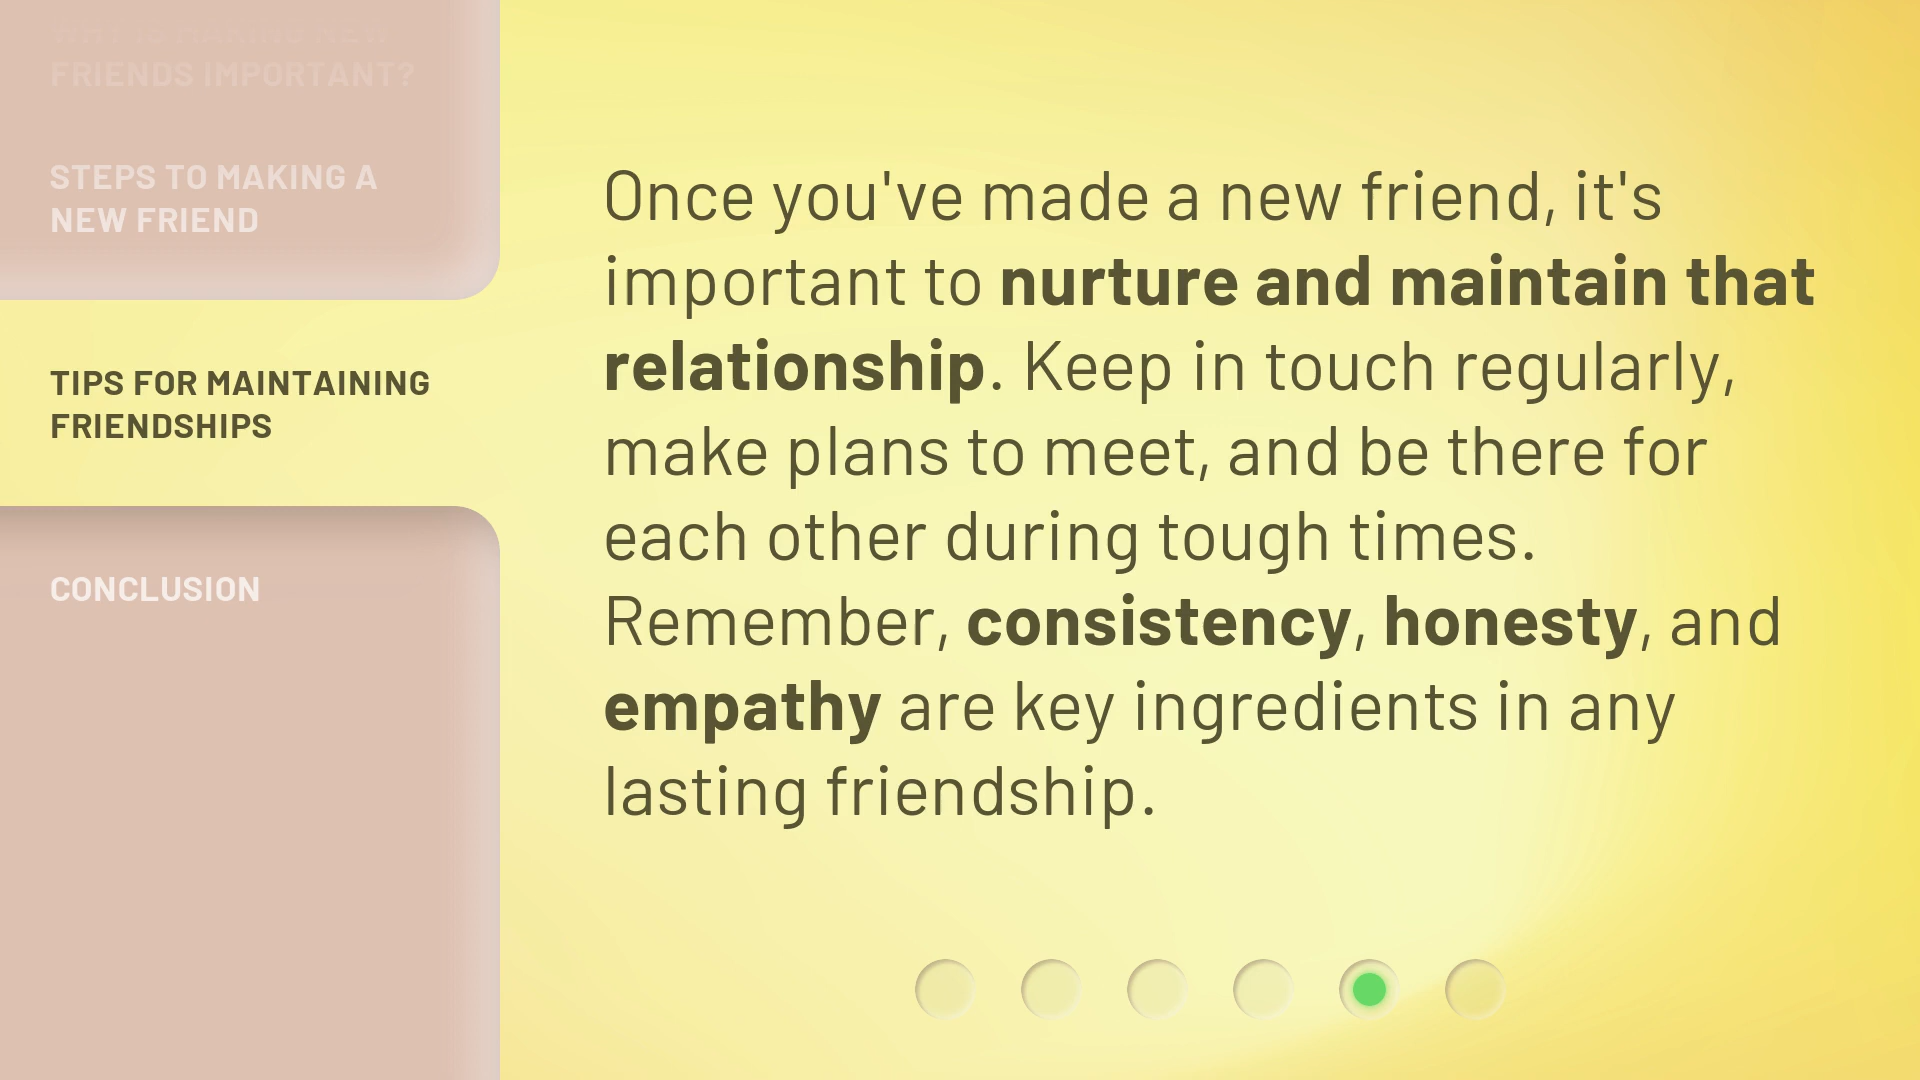 FRIENDS IMPORTANT?
STEPS TO MAKING A
NEW FRIEND
TIPS FOR MAINTAINING
FRIENDSHIPS
CONCLUSION
Once you've made a new friend, it's
important to nurture and maintain that
relationship. Keep in touch regularly,
make plans to meet, and be there for
each other during tough times.
Remember, consistency, honesty, and
empathy are key ingredients in any
lasting friendship.